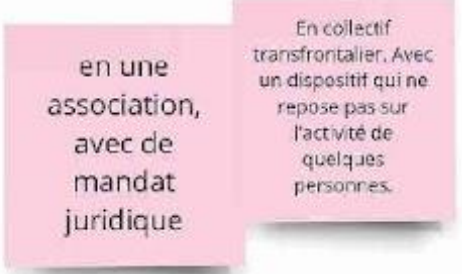 en une
association,
avec de
mandat
juridique
En collectif
transfrontalier. Avec
un dispositif qui ne
repose pas sur
l'activité de
quelques
personnes.